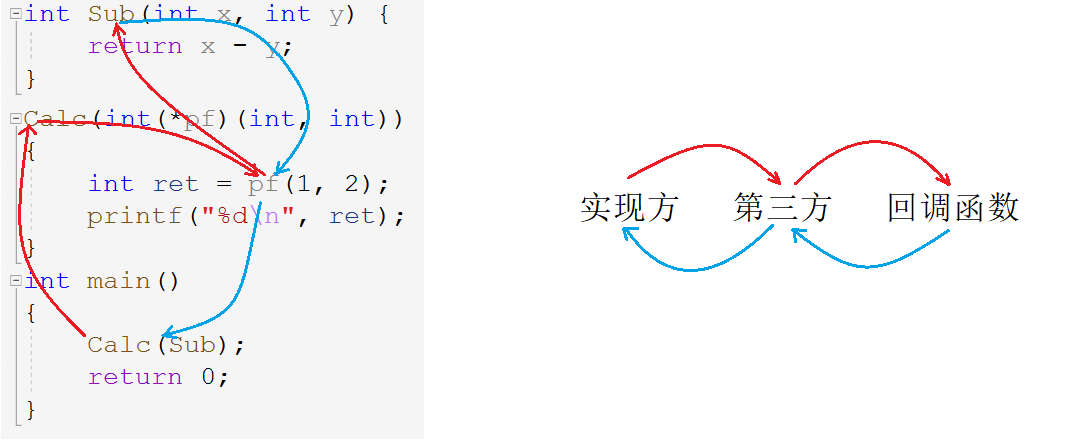 int Sub(int x, int y) {
return x - y;
}
Calc(int(*pf)(int, int))
{
int ret = pf(1, 2);
printf("%d\n", ret);
}
int main()
{
Calc(Sub);
return 0;
}
实现方 第三方 回调函数